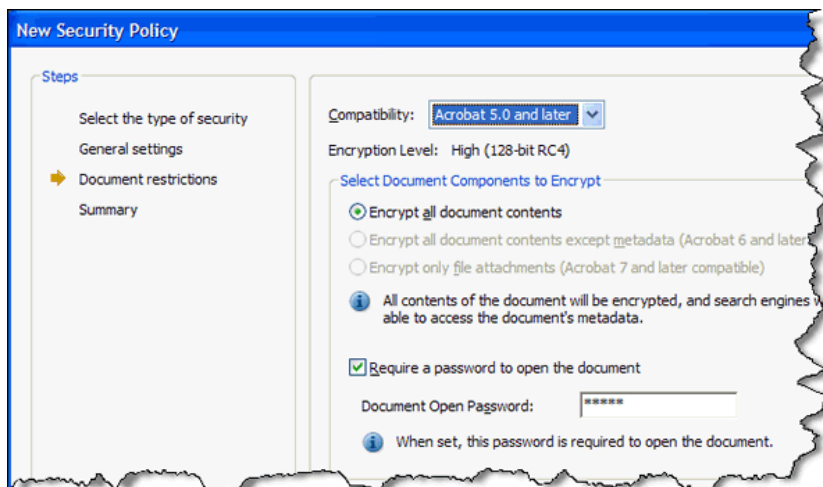 New Security Policy
Steps
Select the type of security
General settings
Document restrictions
Summary
Compatibility: Acrobat 5.0 and later
Encryption Level: High (128-bit RC4)
Select Document Components to Encrypt
Encrypt all document contents
Encrypt all document contents except metadata (Acrobat 6 and later
Encrypt only file attachments (Acrobat 7 and later compatible)
All contents of the document will be encrypted, and search engines
able to access the document's metadata.
Require a password to open the document
Document Open Password: *****
When set, this password is required to open the document.